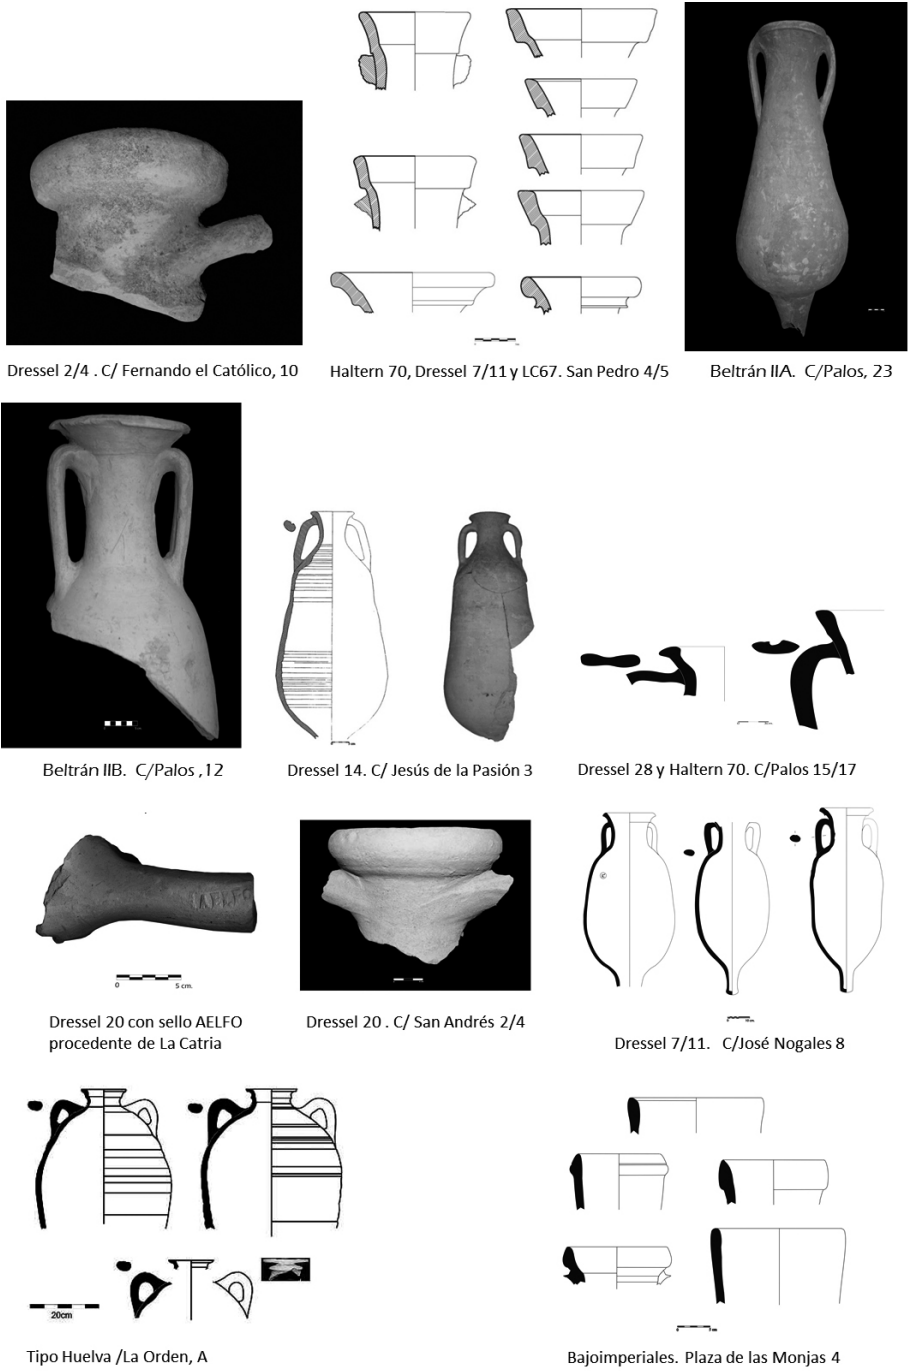 Dressel 2/4 . C/ Fernando el Católico, 10
Haltern 70, Dressel 7/11 y LC67. San Pedro 4/5
Beltrán IIA. C/Palos, 23
Beltrán IIB. C/Palos ,12
Dressel 14. C/ Jesús de la Pasión 3
Dressel 28 y Haltern 70. C/Palos 15/17
0 5 cm.
Dressel 20 con sello AELFO
procedente de La Catria
Dressel 20 . C/ San Andrés 2/4
Dressel 7/11. C/José Nogales 8
20cm
Tipo Huelva /La Orden, A
Bajoimperiales. Plaza de las Monjas 4